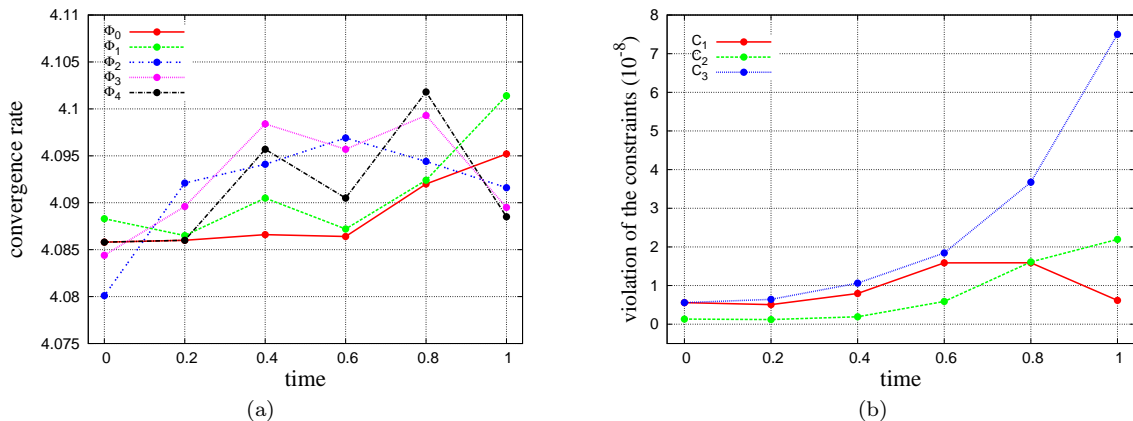 4.11
4.105
4.1
4.095
4.09
4.085
4.08
4.075
convergence rate
Φ0
Φ1
Φ2
Φ3
Φ4
0 0.2 0.4 0.6 0.8 1
time
(a)
8
7
6
5
4
3
2
1
0
violation of the constraints (10^-8)
C1
C2
C3
0 0.2 0.4 0.6 0.8 1
time
(b)